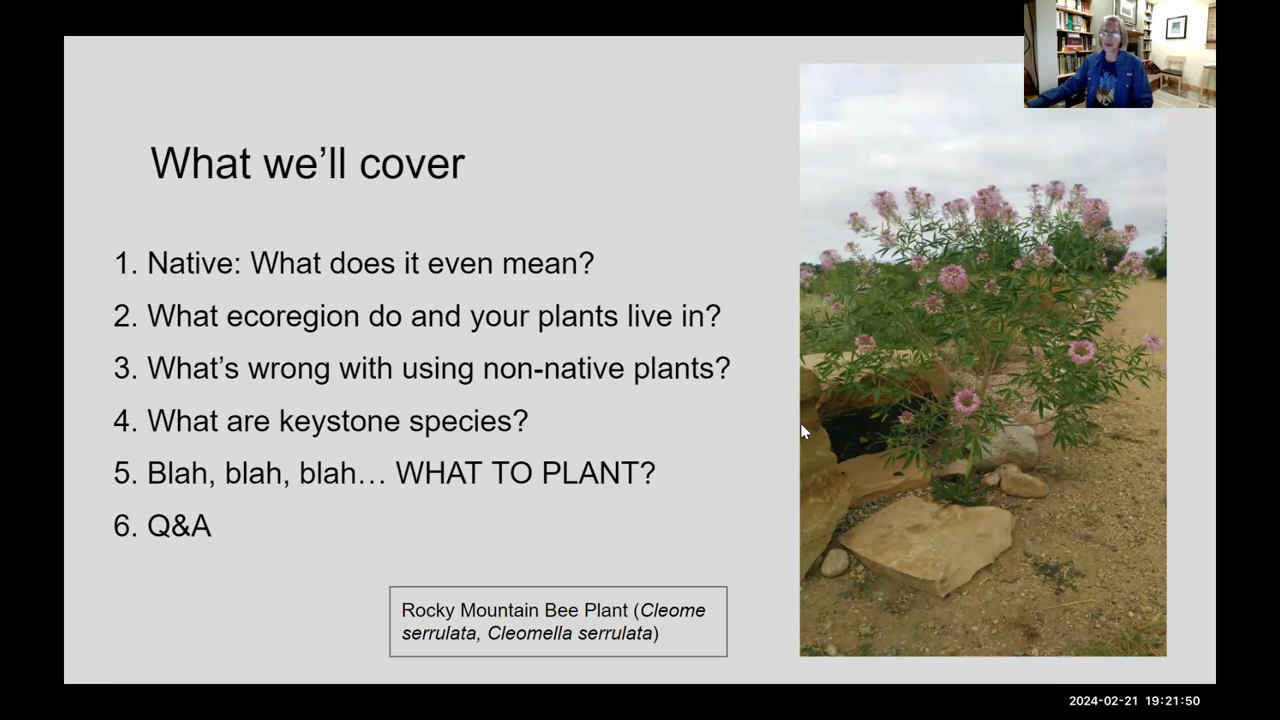 What we’ll cover
1. Native: What does it even mean?
2. What ecoregion do and your plants live in?
3. What’s wrong with using non-native plants?
4. What are keystone species?
5. Blah, blah, blah… WHAT TO PLANT?
6. Q&A
Rocky Mountain Bee Plant (Cleome
serrulata, Cleomella serrulata)
2024-02-21 19:21:50